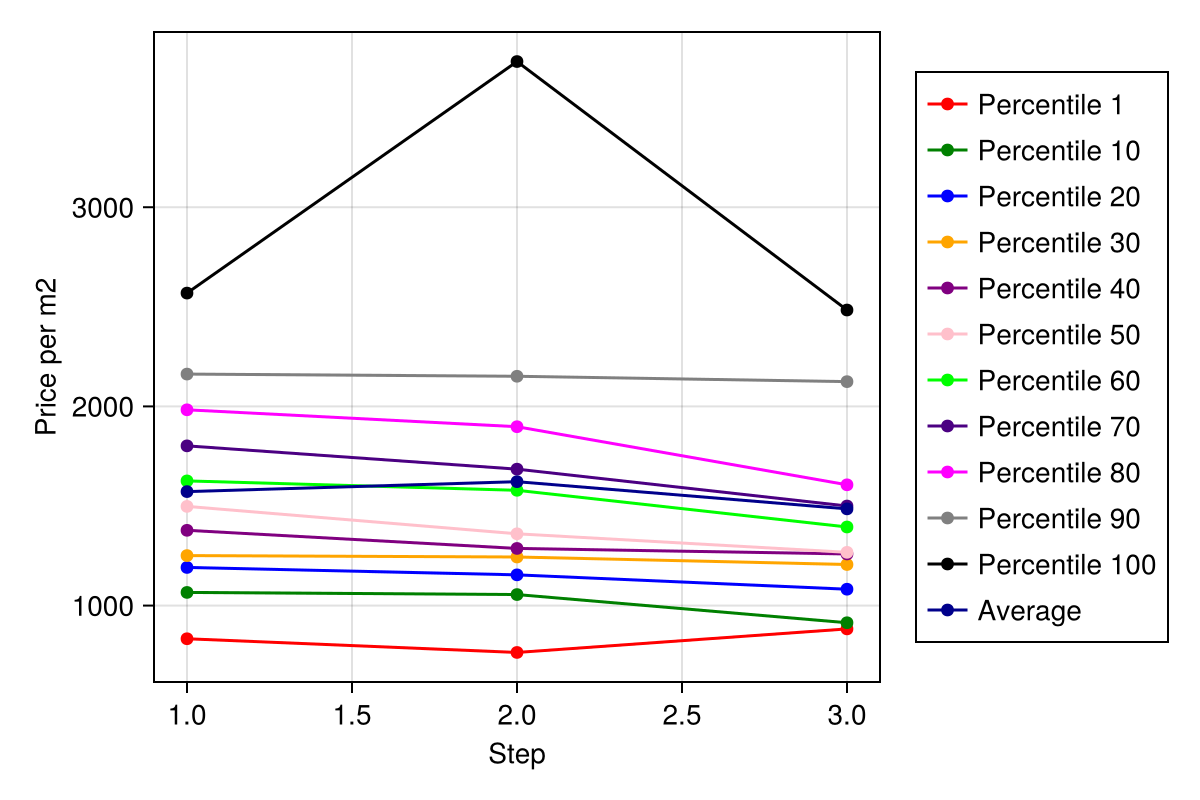 Price per m2
3000
2000
1000
1.0
1.5
2.0
2.5
3.0
Step
Percentile 1
Percentile 10
Percentile 20
Percentile 30
Percentile 40
Percentile 50
Percentile 60
Percentile 70
Percentile 80
Percentile 90
Percentile 100
Average